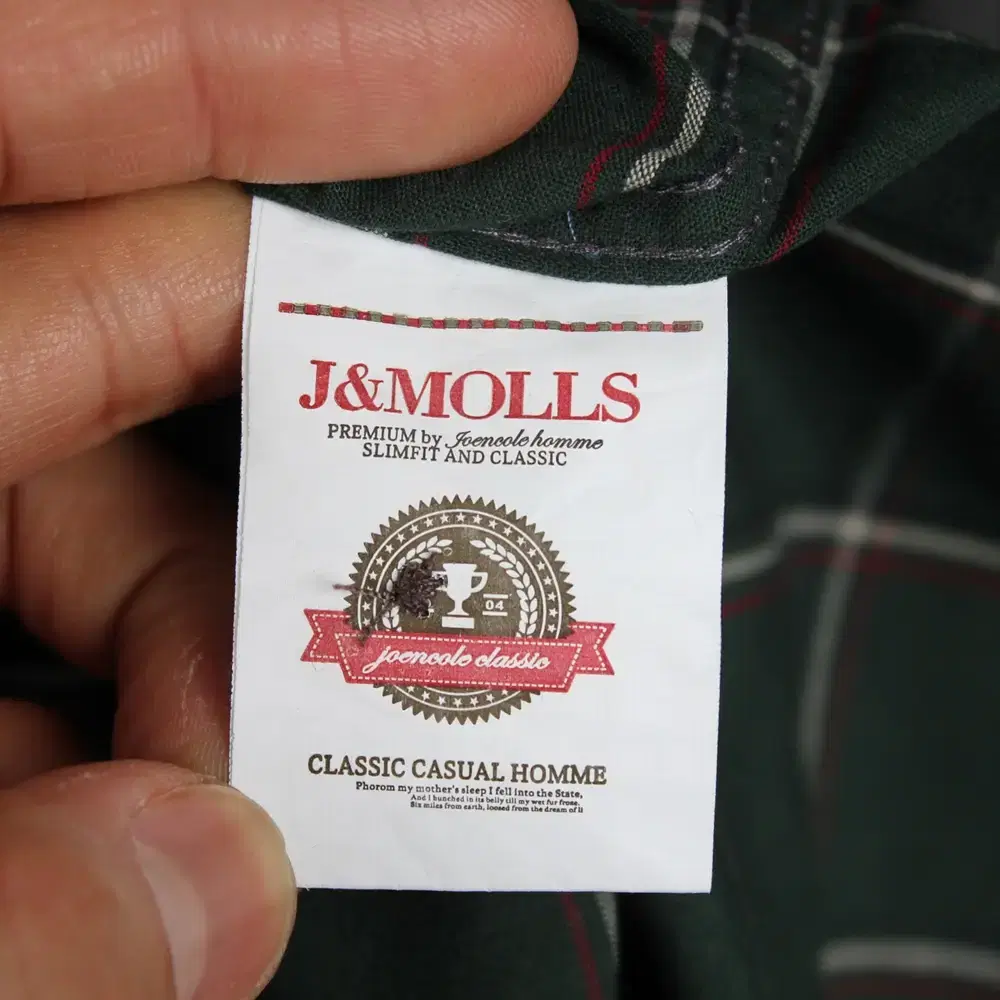 J&MOLLS
PREMIUM by Joencole homme
SLIMFIT AND CLASSIC
04
joencole classic
CLASSIC CASUAL HOMME
Phorom my mother's sleep I fell into the State,
And I hunched in its belly till my wet fur froze.
Six miles from earth, loosed from the dream of li